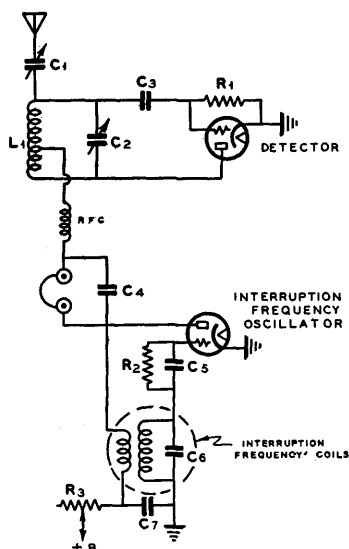 C1
C3
R1
L1
C2
DETECTOR
RFC
C4
INTERRUPTION
FREQUENCY
OSCILLATOR
R2
C5
C6
INTERRUPTION
FREQUENCY COILS
R3
C7
+B